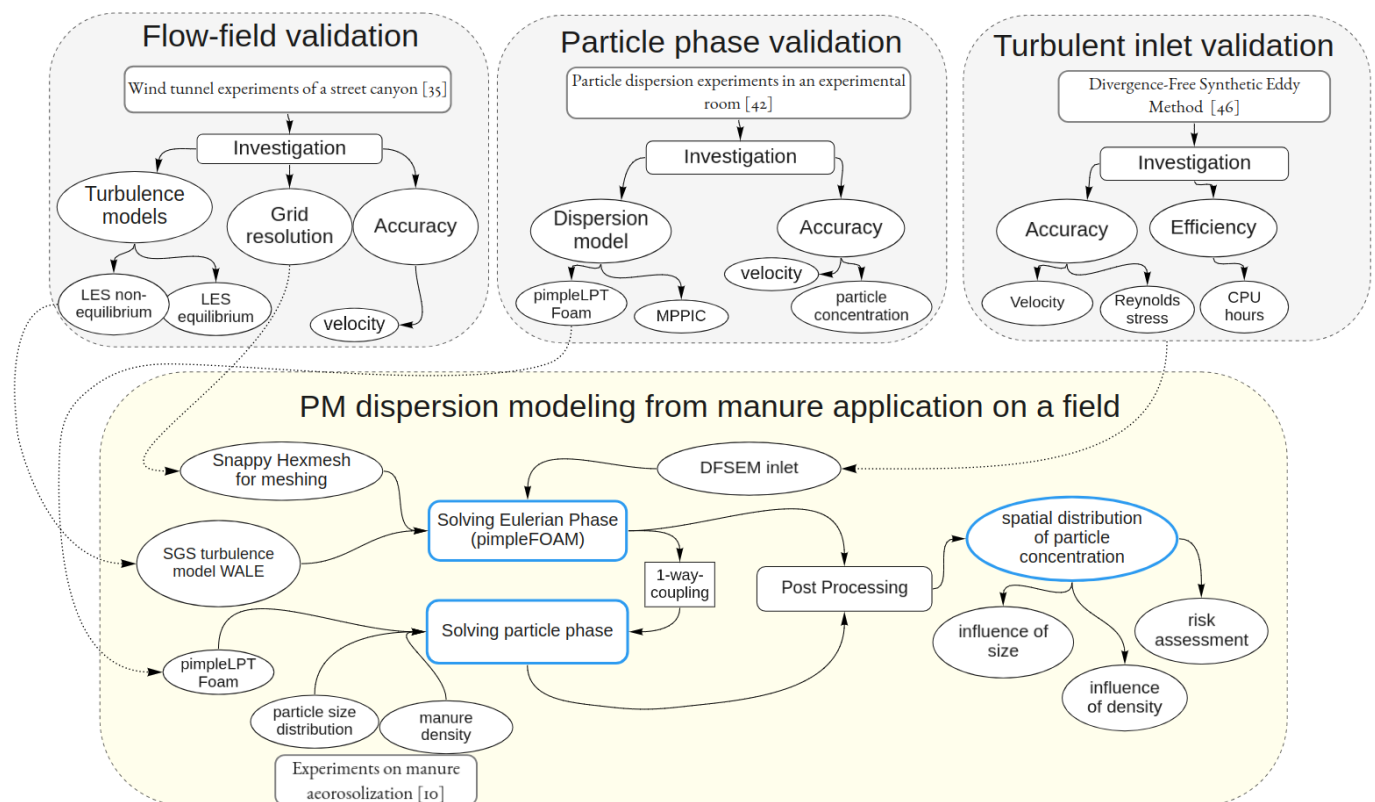 Flow-field validation
Wind tunnel experiments of a street canyon [35]
Investigation
Turbulence
models
Grid
resolution
Accuracy
LES non-
equilibrium
LES
equilibrium
velocity
Particle phase validation
Particle dispersion experiments in an experimental
room [42]
Investigation
Dispersion
model
Accuracy
pimpleLPT
Foam
MPPIC
velocity
particle
concentration
Turbulent inlet validation
Divergence-Free Synthetic Eddy
Method [46]
Investigation
Accuracy
Efficiency
Velocity
Reynolds
stress
CPU
hours
PM dispersion modeling from manure application on a field
Snappy Hexmesh
for meshing
DFSEM inlet
SGS turbulence
model WALE
Solving Eulerian Phase
(pimpleFOAM)
1-way-
coupling
Solving particle phase
pimpleLPT
Foam
particle size
distribution
manure
density
Experiments on manure
aeorosolization [10]
Post Processing
spatial distribution
of particle
concentration
influence of
size
influence
of density
risk
assessment